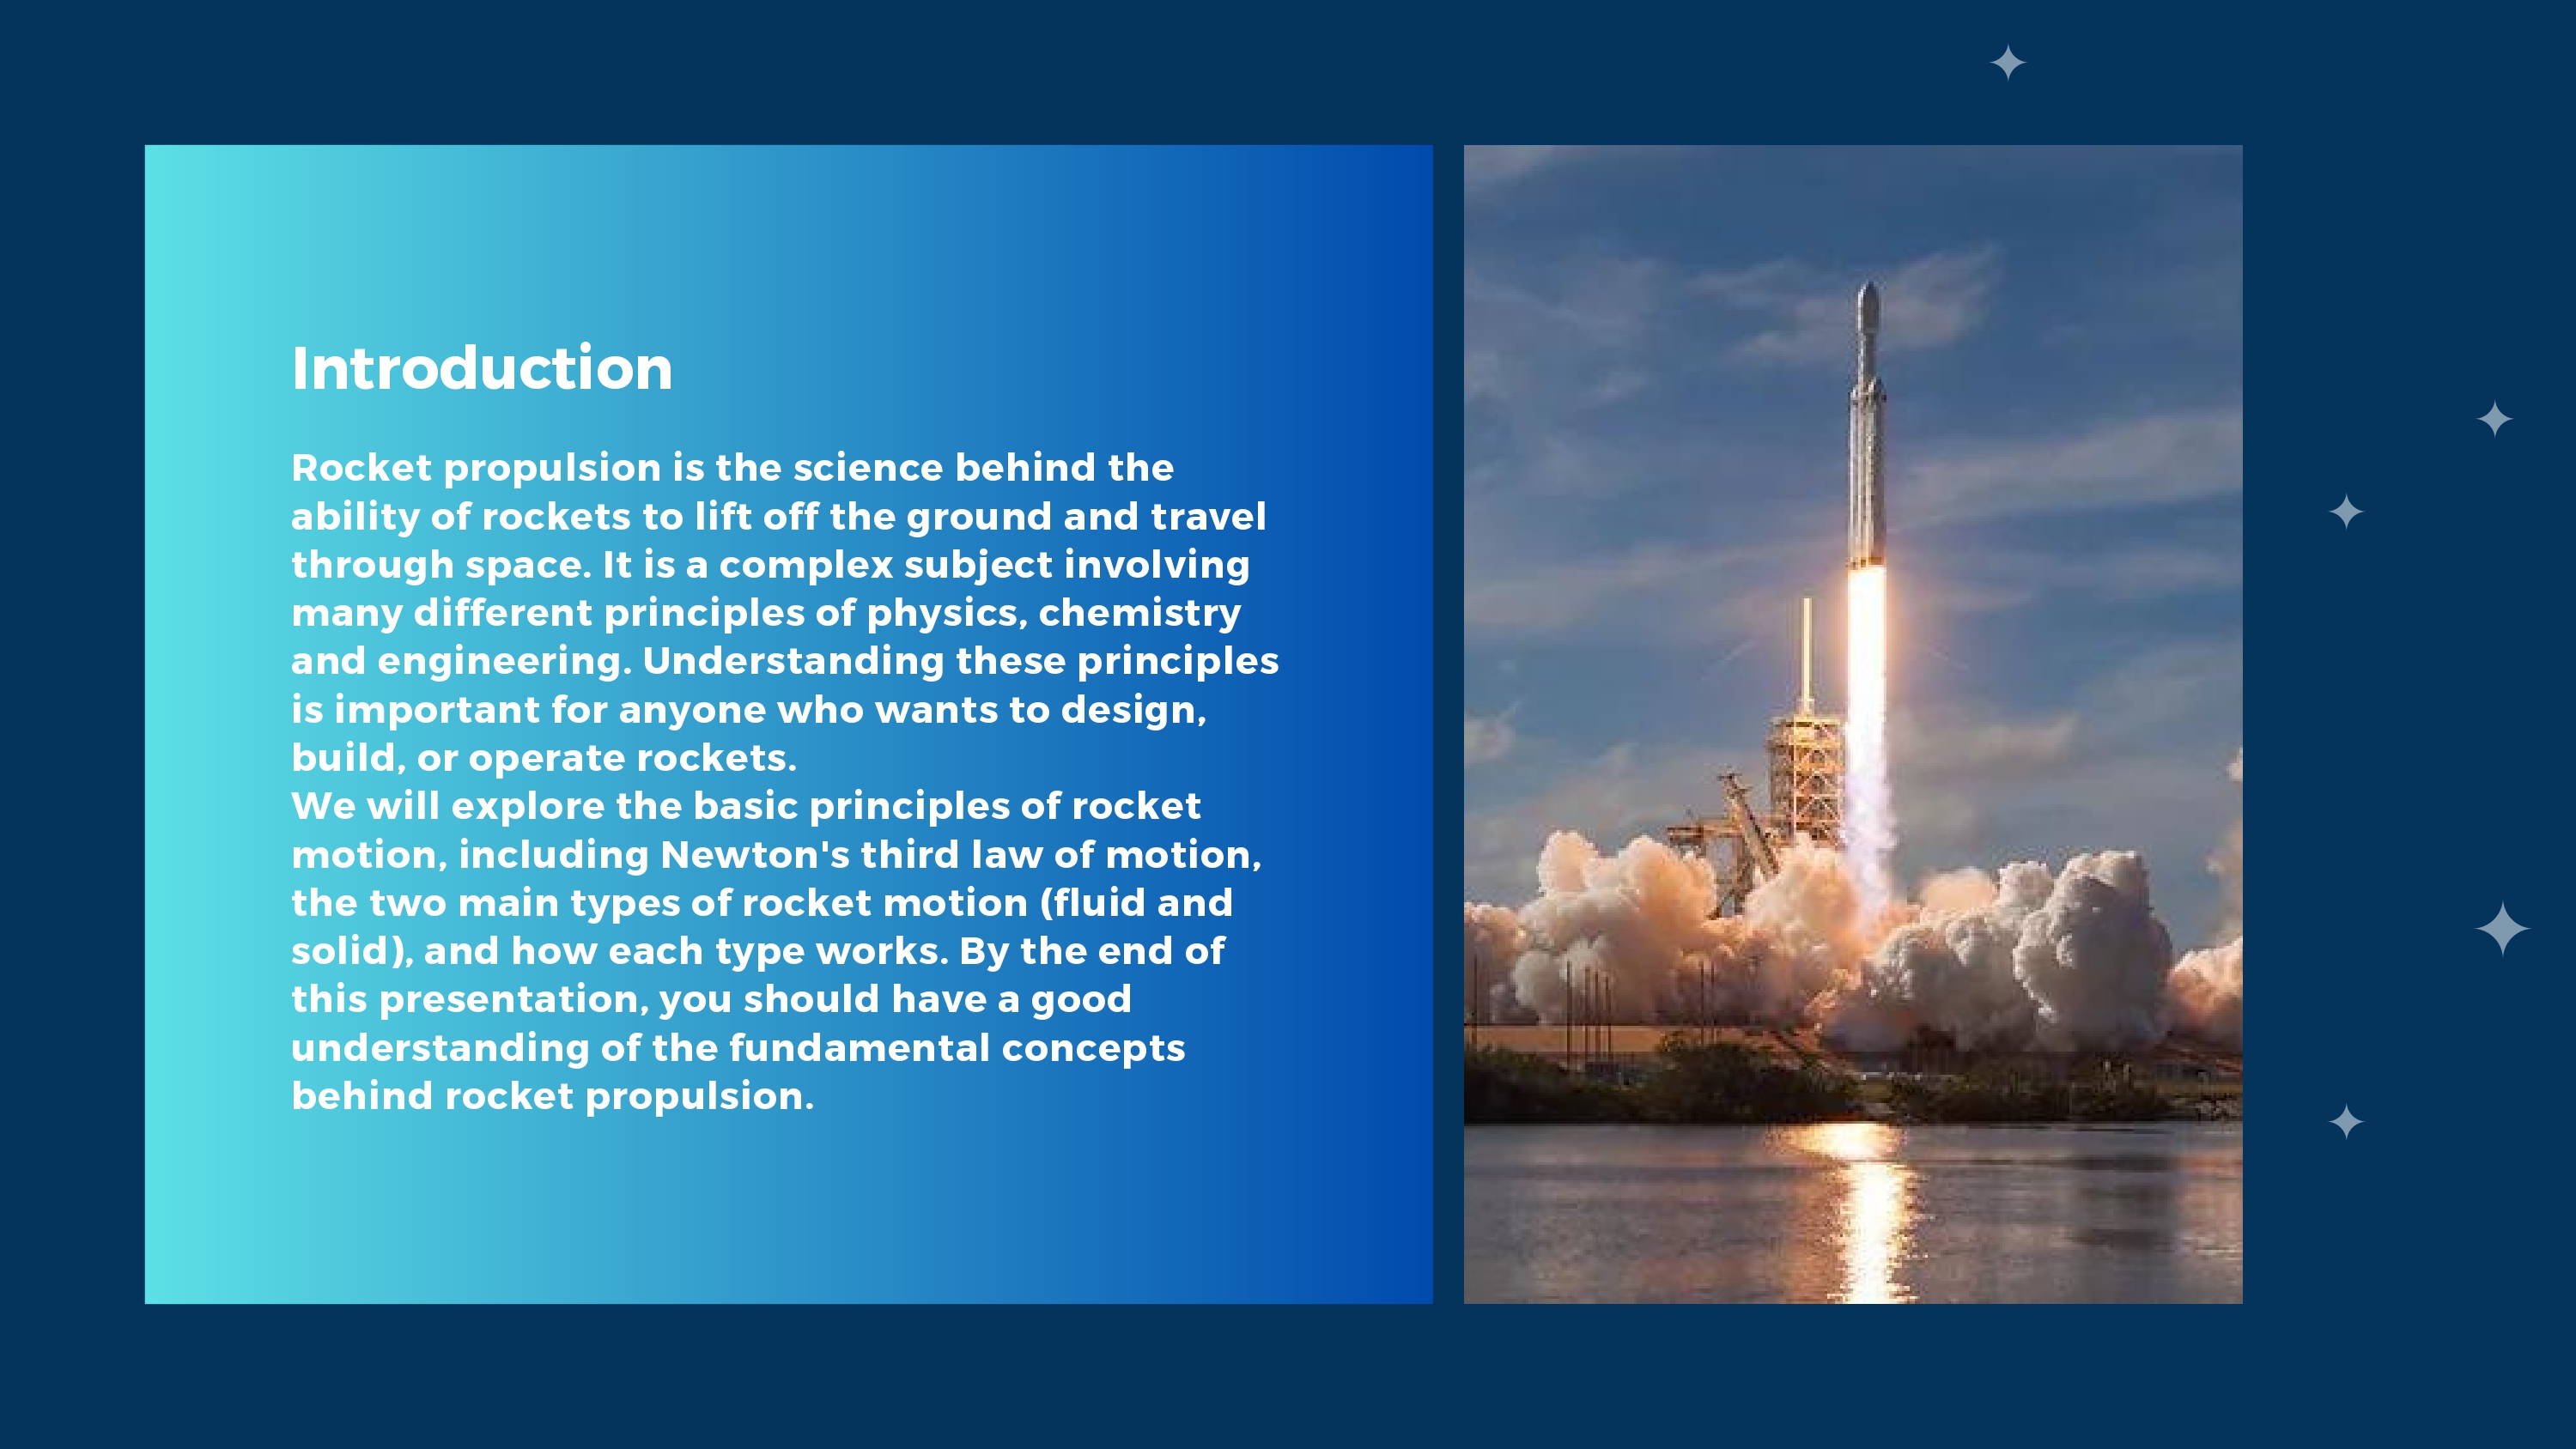 Introduction
Rocket propulsion is the science behind the
ability of rockets to lift off the ground and travel
through space. It is a complex subject involving
many different principles of physics, chemistry
and engineering. Understanding these principles
is important for anyone who wants to design,
build, or operate rockets.
We will explore the basic principles of rocket
motion, including Newton's third law of motion,
the two main types of rocket motion (fluid and
solid), and how each type works. By the end of
this presentation, you should have a good
understanding of the fundamental concepts
behind rocket propulsion.